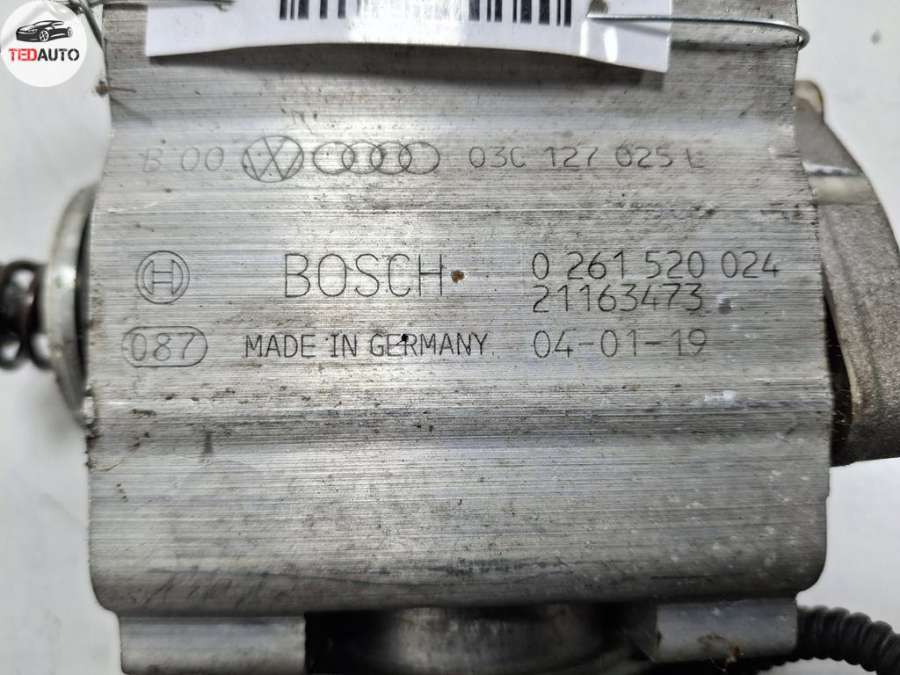 TEDAUTO
B 00 03C 127 025 L
BOSCH 0 261 520 024
21163473
087 MADE IN GERMANY 04-01-19